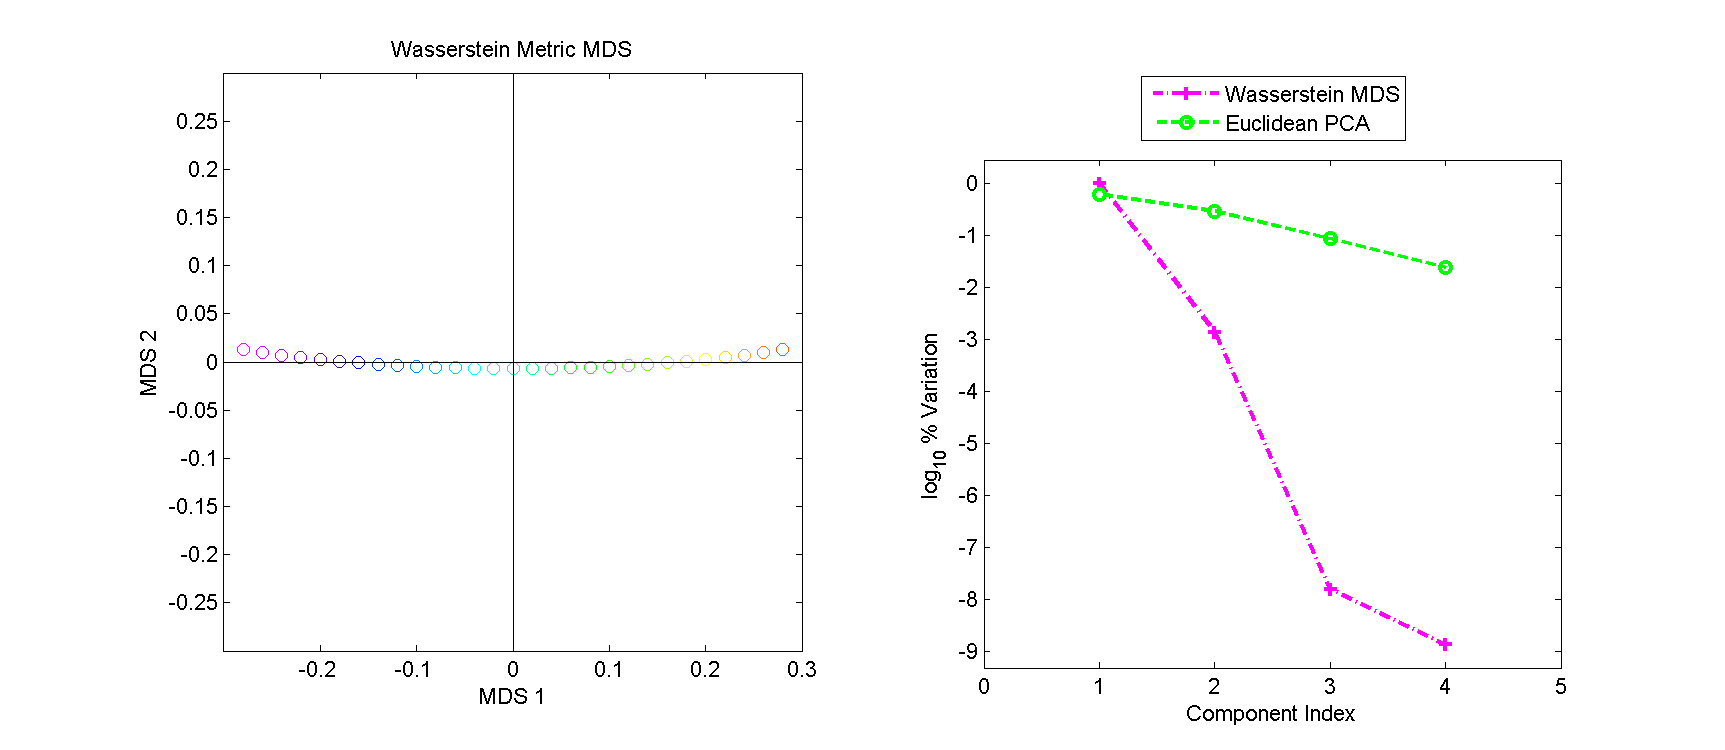 Wasserstein Metric MDS
0.25
0.2
0.15
0.1
0.05
0
-0.05
-0.1
-0.15
-0.2
-0.25
MDS 2
-0.2 -0.1 0 0.1 0.2 0.3
MDS 1
Wasserstein MDS
Euclidean PCA
0
-1
-2
-3
-4
-5
-6
-7
-8
-9
log10 % Variation
0 1 2 3 4 5
Component Index